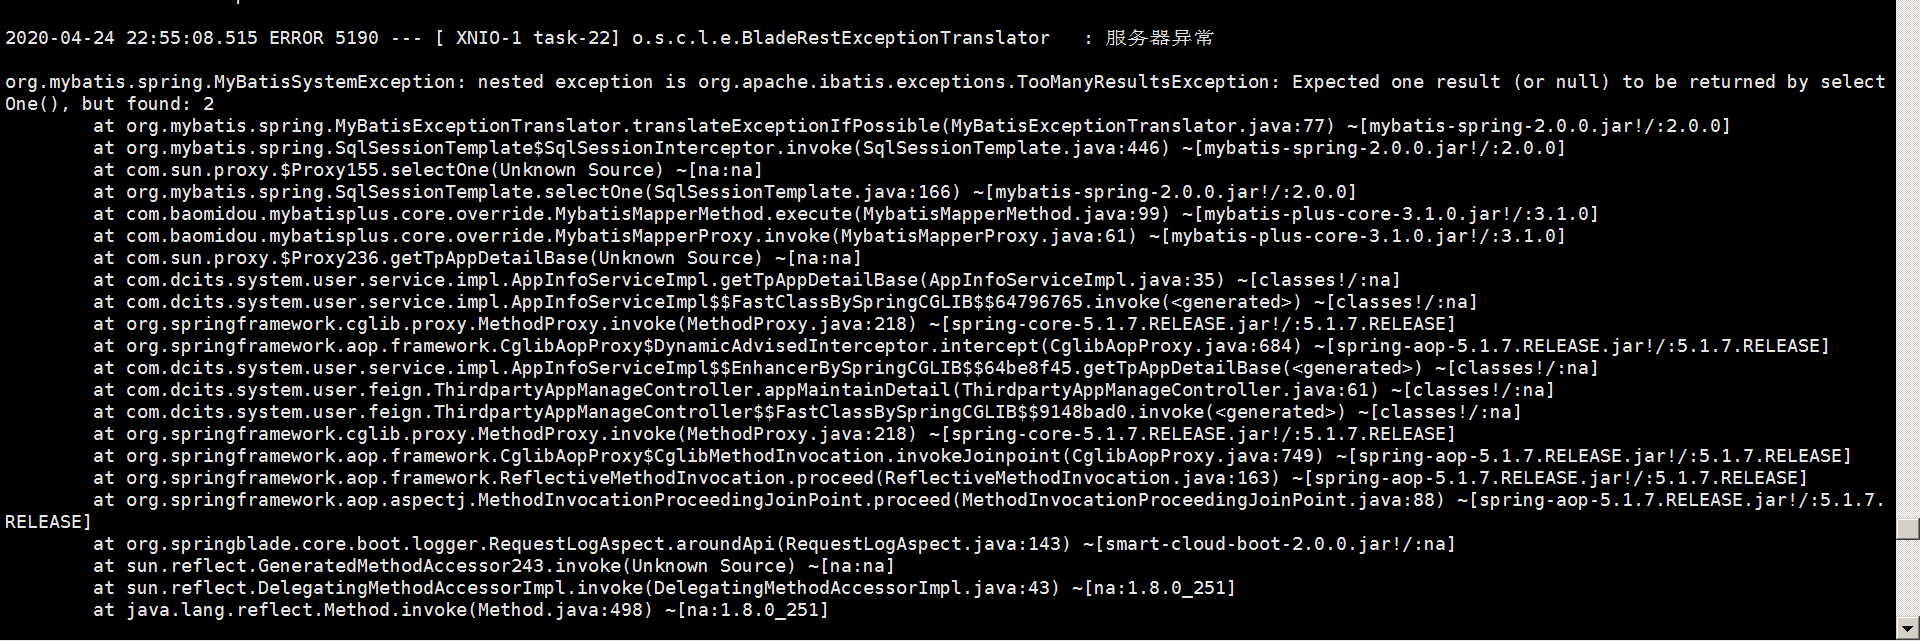 2020-04-24 22:55:08.515 ERROR 5190 --- [ XNIO-1 task-22] o.s.c.l.e.BladeRestExceptionTranslator   : 服务器异常
org.mybatis.spring.MyBatisSystemException: nested exception is org.apache.ibatis.exceptions.TooManyResultsException: Expected one result (or null) to be returned by select
One(), but found: 2
at org.mybatis.spring.MyBatisExceptionTranslator.translateExceptionIfPossible(MyBatisExceptionTranslator.java:77) ~[mybatis-spring-2.0.0.jar!/:2.0.0]
at org.mybatis.spring.SqlSessionTemplate$SqlSessionInterceptor.invoke(SqlSessionTemplate.java:446) ~[mybatis-spring-2.0.0.jar!/:2.0.0]
at com.sun.proxy.$Proxy155.selectOne(Unknown Source) ~[na:na]
at org.mybatis.spring.SqlSessionTemplate.selectOne(SqlSessionTemplate.java:166) ~[mybatis-spring-2.0.0.jar!/:2.0.0]
at com.baomidou.mybatisplus.core.override.MybatisMapperMethod.execute(MybatisMapperMethod.java:99) ~[mybatis-plus-core-3.1.0.jar!/:3.1.0]
at com.baomidou.mybatisplus.core.override.MybatisMapperProxy.invoke(MybatisMapperProxy.java:61) ~[mybatis-plus-core-3.1.0.jar!/:3.1.0]
at com.sun.proxy.$Proxy236.getTpAppDetailBase(Unknown Source) ~[na:na]
at com.dcits.system.user.service.impl.AppInfoServiceImpl.getTpAppDetailBase(AppInfoServiceImpl.java:35) ~[classes!/:na]
at com.dcits.system.user.service.impl.AppInfoServiceImpl$$FastClassBySpringCGLIB$$64796765.invoke(<generated>) ~[classes!/:na]
at org.springframework.cglib.proxy.MethodProxy.invoke(MethodProxy.java:218) ~[spring-core-5.1.7.RELEASE.jar!/:5.1.7.RELEASE]
at org.springframework.aop.framework.CglibAopProxy$DynamicAdvisedInterceptor.intercept(CglibAopProxy.java:684) ~[spring-aop-5.1.7.RELEASE.jar!/:5.1.7.RELEASE]
at com.dcits.system.user.service.impl.AppInfoServiceImpl$$EnhancerBySpringCGLIB$$64be8f45.getTpAppDetailBase(<generated>) ~[classes!/:na]
at com.dcits.system.user.feign.ThirdpartyAppManageController.appMaintainDetail(ThirdpartyAppManageController.java:61) ~[classes!/:na]
at com.dcits.system.user.feign.ThirdpartyAppManageController$$FastClassBySpringCGLIB$$9148bad0.invoke(<generated>) ~[classes!/:na]
at org.springframework.cglib.proxy.MethodProxy.invoke(MethodProxy.java:218) ~[spring-core-5.1.7.RELEASE.jar!/:5.1.7.RELEASE]
at org.springframework.aop.framework.CglibAopProxy$CglibMethodInvocation.invokeJoinpoint(CglibAopProxy.java:749) ~[spring-aop-5.1.7.RELEASE.jar!/:5.1.7.RELEASE]
at org.springframework.aop.framework.ReflectiveMethodInvocation.proceed(ReflectiveMethodInvocation.java:163) ~[spring-aop-5.1.7.RELEASE.jar!/:5.1.7.RELEASE]
at org.springframework.aop.aspectj.MethodInvocationProceedingJoinPoint.proceed(MethodInvocationProceedingJoinPoint.java:88) ~[spring-aop-5.1.7.RELEASE.jar!/:5.1.7.
RELEASE]
at org.springblade.core.boot.logger.RequestLogAspect.aroundApi(RequestLogAspect.java:143) ~[smart-cloud-boot-2.0.0.jar!/:na]
at sun.reflect.GeneratedMethodAccessor243.invoke(Unknown Source) ~[na:na]
at sun.reflect.DelegatingMethodAccessorImpl.invoke(DelegatingMethodAccessorImpl.java:43) ~[na:1.8.0_251]
at java.lang.reflect.Method.invoke(Method.java:498) ~[na:1.8.0_251]